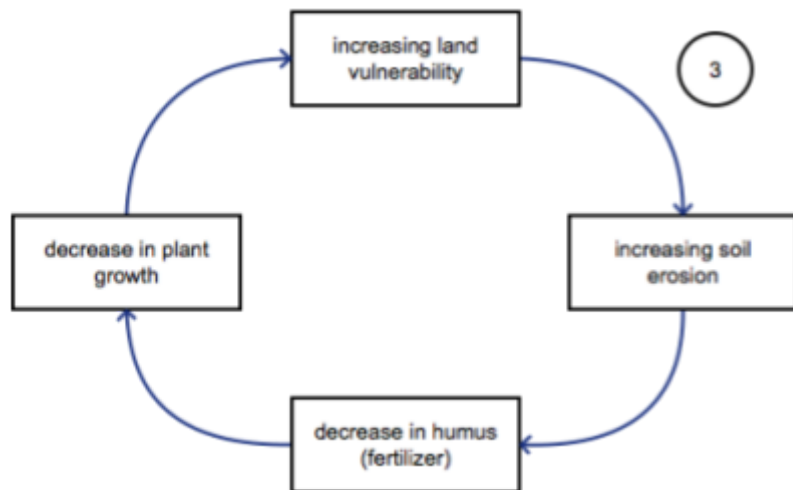 increasing land
vulnerability
3
decrease in plant
growth
increasing soil
erosion
decrease in humus
(fertilizer)